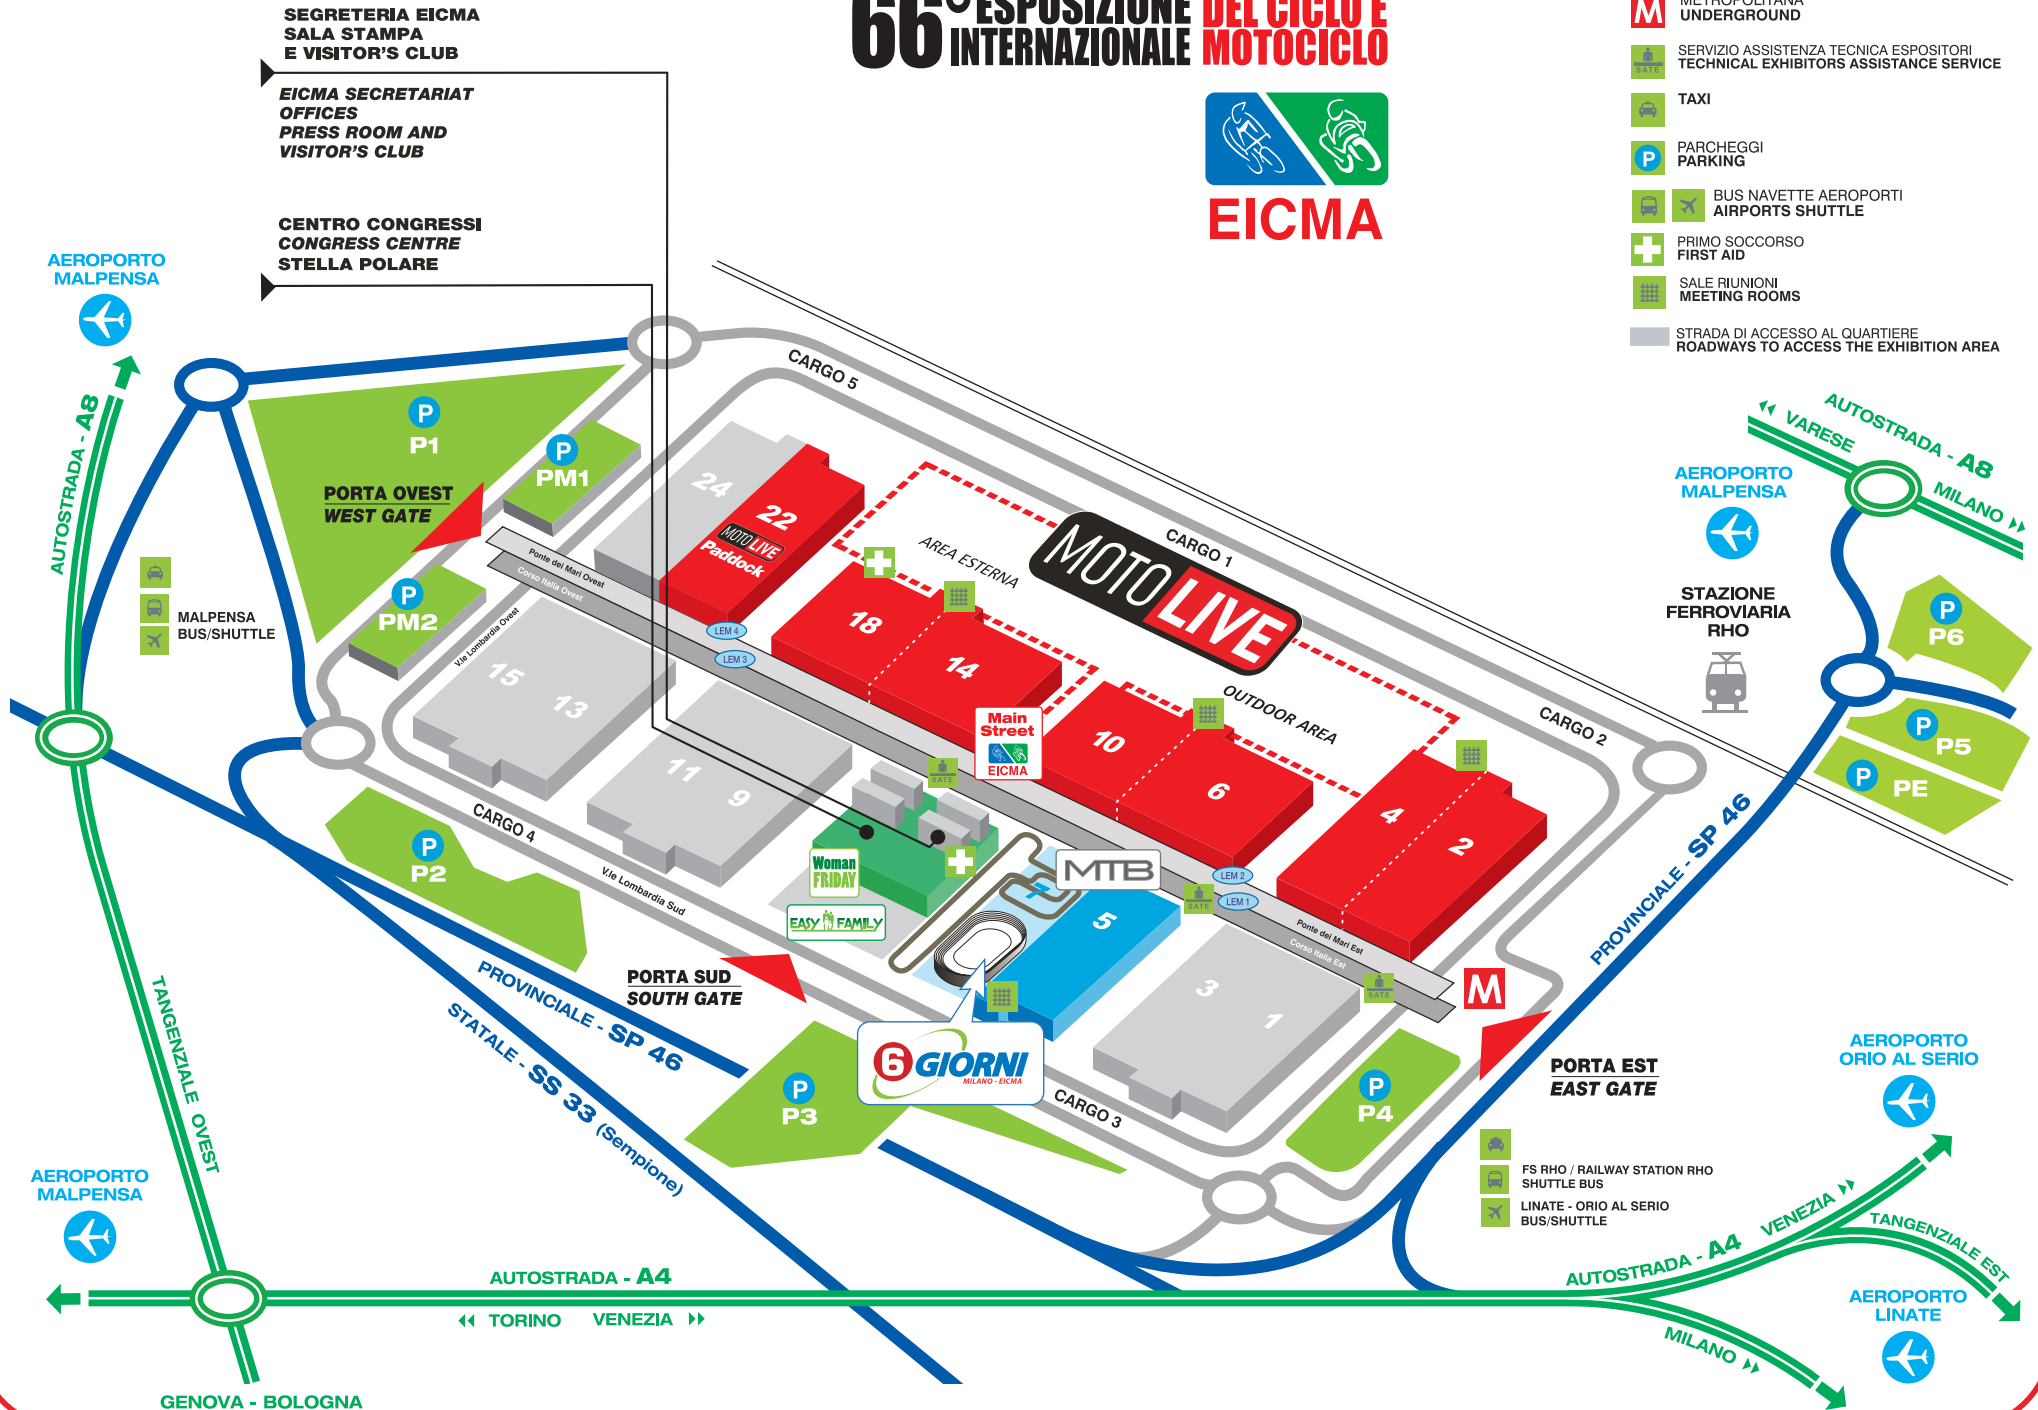 SEGRETERIA EICMA
SALA STAMPA
E VISITOR'S CLUB
EICMA SECRETARIAT
OFFICES
PRESS ROOM AND
VISITOR'S CLUB
CENTRO CONGRESSI
CONGRESS CENTRE
STELLA POLARE
66° ESPOSIZIONE DEL CICLO E
INTERNAZIONALE MOTOCICLO
EICMA
M METROPOLITANA
UNDERGROUND
SATE SERVIZIO ASSISTENZA TECNICA ESPOSITORI
TECHNICAL EXHIBITORS ASSISTANCE SERVICE
TAXI
P PARCHEGGI
PARKING
BUS NAVETTE AEROPORTI
AIRPORTS SHUTTLE
PRIMO SOCCORSO
FIRST AID
SALE RIUNIONI
MEETING ROOMS
STRADA DI ACCESSO AL QUARTIERE
ROADWAYS TO ACCESS THE EXHIBITION AREA
AEROPORTO
MALPENSA
AUTOSTRADA - A8
P
P1
P
PM1
PORTA OVEST
WEST GATE
P
PM2
MALPENSA
BUS/SHUTTLE
CARGO 5
24
22
MOTO LIVE
Paddock
Ponte dei Mari Ovest
Corso Italia Ovest
V.le Lombardia Ovest
LEM 4
LEM 3
AREA ESTERNA
MOTO LIVE
CARGO 1
18
14
OUTDOOR AREA
CARGO 2
15
13
11
9
Main
Street
EICMA
10
6
4
2
SATE
CARGO 4
V.le Lombardia Sud
P
P2
Woman
FRIDAY
EASY FAMILY
MTB
7
5
LEM 2
LEM 1
SATE
Ponte dei Mari Est
Corso Italia Est
SATE
M
3
1
PORTA SUD
SOUTH GATE
6 GIORNI
MILANO - EICMA
P
P3
CARGO 3
P
P4
PORTA EST
EAST GATE
FS RHO / RAILWAY STATION RHO
SHUTTLE BUS
LINATE - ORIO AL SERIO
BUS/SHUTTLE
AUTOSTRADA - A8
VARESE
MILANO
AEROPORTO
MALPENSA
STAZIONE
FERROVIARIA
RHO
P
P6
P
P5
P
PE
PROVINCIALE - SP 46
AEROPORTO
ORIO AL SERIO
PROVINCIALE - SP 46
STATALE - SS 33 (Sempione)
TANGENZIALE OVEST
AEROPORTO
MALPENSA
AUTOSTRADA - A4
TORINO VENEZIA
GENOVA - BOLOGNA
AUTOSTRADA - A4 VENEZIA
TANGENZIALE EST
MILANO
AEROPORTO
LINATE